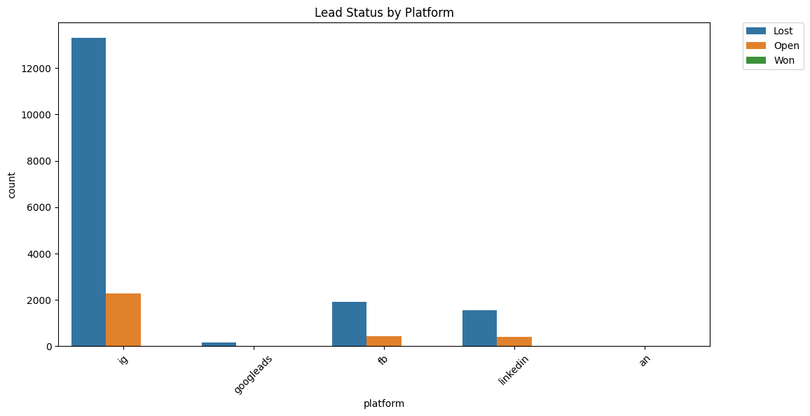 Lead Status by Platform
Lost
Open
Won
count
12000
10000
8000
6000
4000
2000
0
ig
googleads
fb
linkedin
an
platform